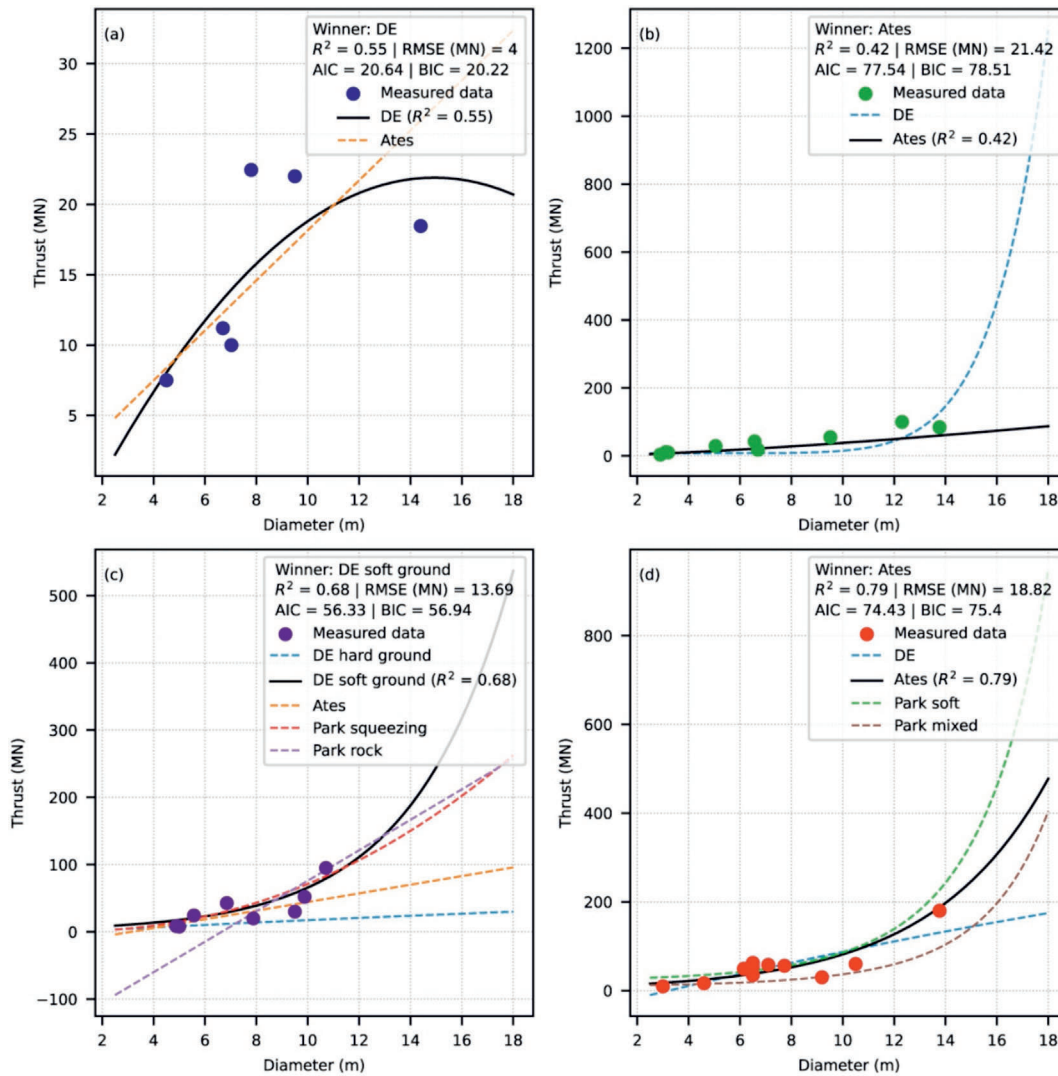 (a)
Winner: DE
R² = 0.55 | RMSE (MN) = 4
AIC = 20.64 | BIC = 20.22
Measured data
DE (R² = 0.55)
Ates
30
25
20
15
10
5
Thrust (MN)
2 4 6 8 10 12 14 16 18
Diameter (m)
(b)
Winner: Ates
R² = 0.42 | RMSE (MN) = 21.42
AIC = 77.54 | BIC = 78.51
Measured data
DE
Ates (R² = 0.42)
1200
1000
800
600
400
200
0
Thrust (MN)
2 4 6 8 10 12 14 16 18
Diameter (m)
(c)
Winner: DE soft ground
R² = 0.68 | RMSE (MN) = 13.69
AIC = 56.33 | BIC = 56.94
Measured data
DE hard ground
DE soft ground (R² = 0.68)
Ates
Park squeezing
Park rock
500
400
300
200
100
0
−100
Thrust (MN)
2 4 6 8 10 12 14 16 18
Diameter (m)
(d)
Winner: Ates
R² = 0.79 | RMSE (MN) = 18.82
AIC = 74.43 | BIC = 75.4
Measured data
DE
Ates (R² = 0.79)
Park soft
Park mixed
800
600
400
200
0
Thrust (MN)
2 4 6 8 10 12 14 16 18
Diameter (m)